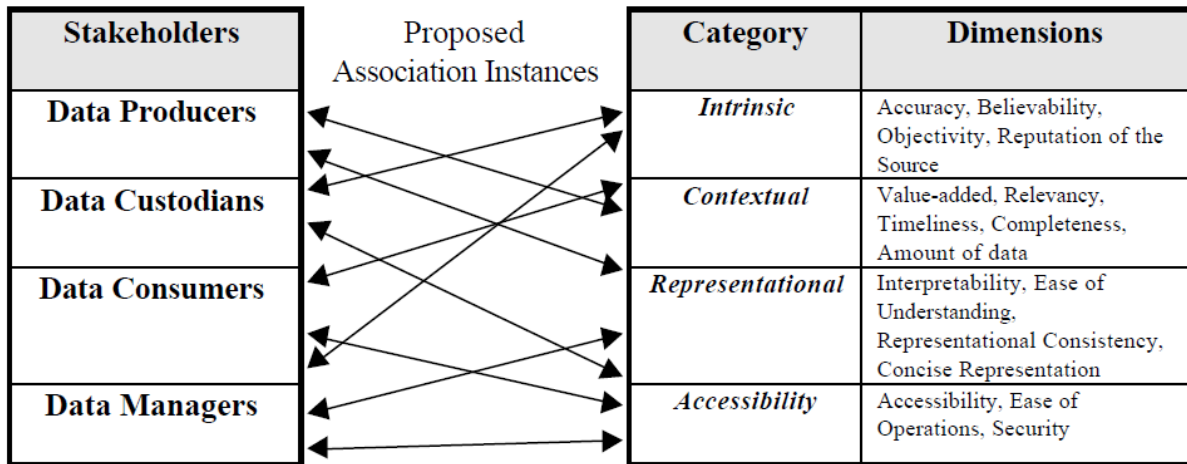 Stakeholders
Proposed
Association Instances
Category
Dimensions
Data Producers
Intrinsic
Accuracy, Believability,
Objectivity, Reputation of the
Source
Data Custodians
Contextual
Value-added, Relevancy,
Timeliness, Completeness,
Amount of data
Data Consumers
Representational
Interpretability, Ease of
Understanding,
Representational Consistency,
Concise Representation
Data Managers
Accessibility
Accessibility, Ease of
Operations, Security